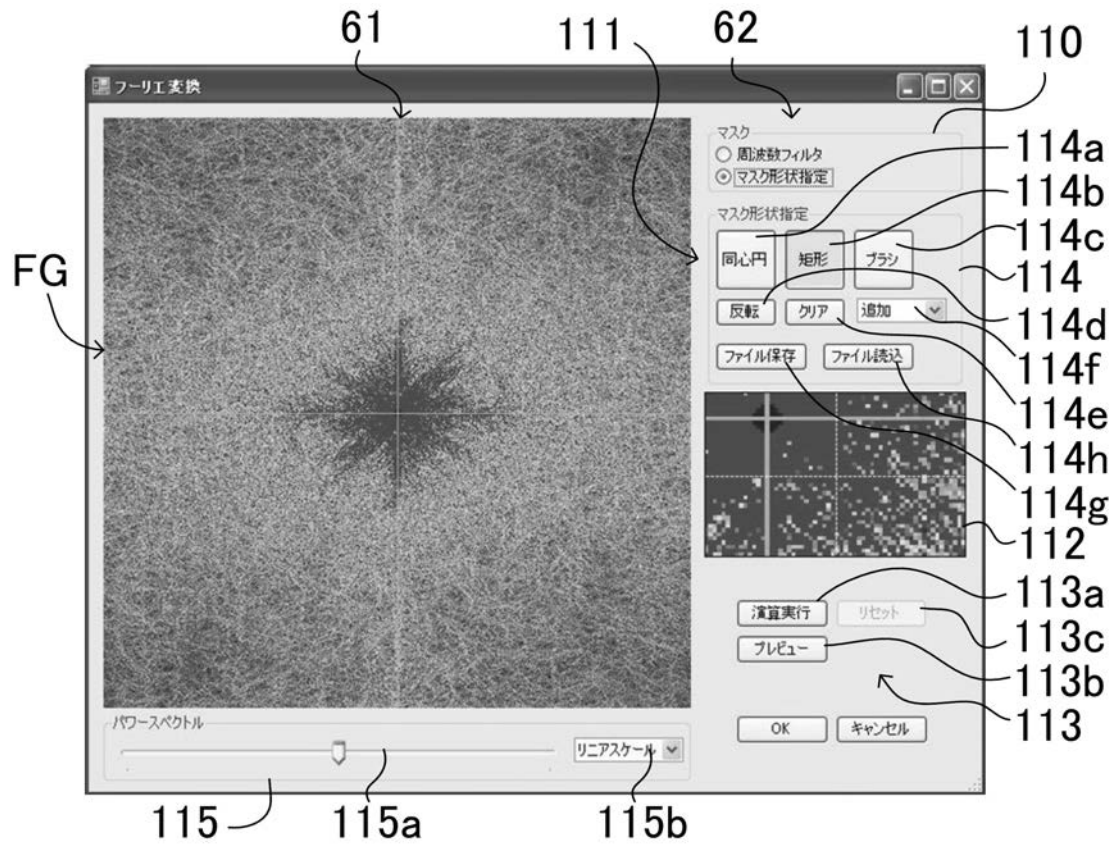 61
111
62
110
フーリエ変換
マスク
周波数フィルタ
マスク形状指定
114a
114b
マスク形状指定
同心円
矩形
ブラシ
114c
114
FG
反転
クリア
追加
114d
ファイル保存
ファイル読込
114f
114e
114h
114g
112
演算実行
リセット
113a
113c
プレビュー
113b
パワースペクトル
OK
キャンセル
113
リニアスケール
115
115a
115b